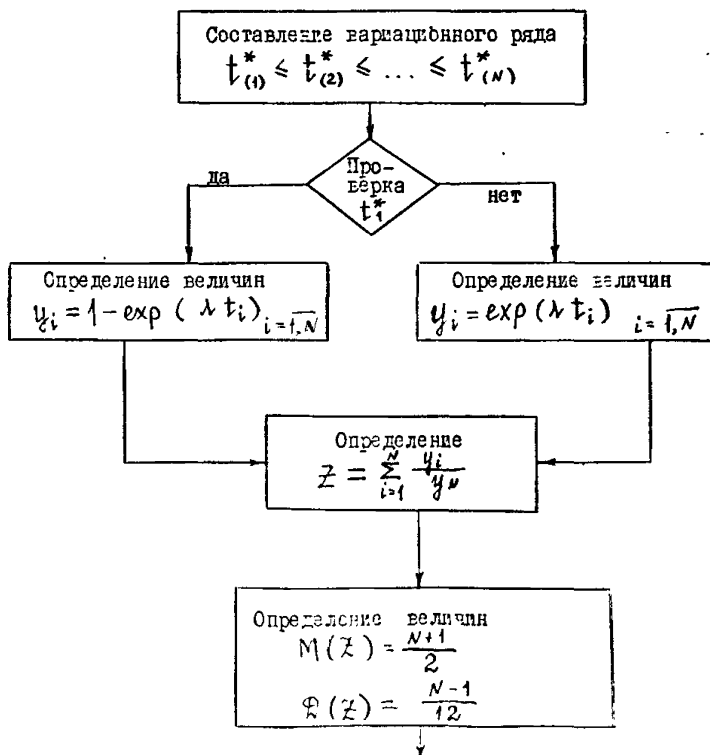 Составление вариационного ряда
t*(1) ≤ t*(2) ≤ ... ≤ t*(N)
Про-
верка
t*1
да
нет
Определение величин
yi = 1 - exp ( λ ti ) i=1,N
Определение величин
yi = exp (λ ti) i=1,N
Определение
Z = Σ i=1 N yi / yN
Определение величин
M(Z) = N+1 / 2
D(Z) = N-1 / 12